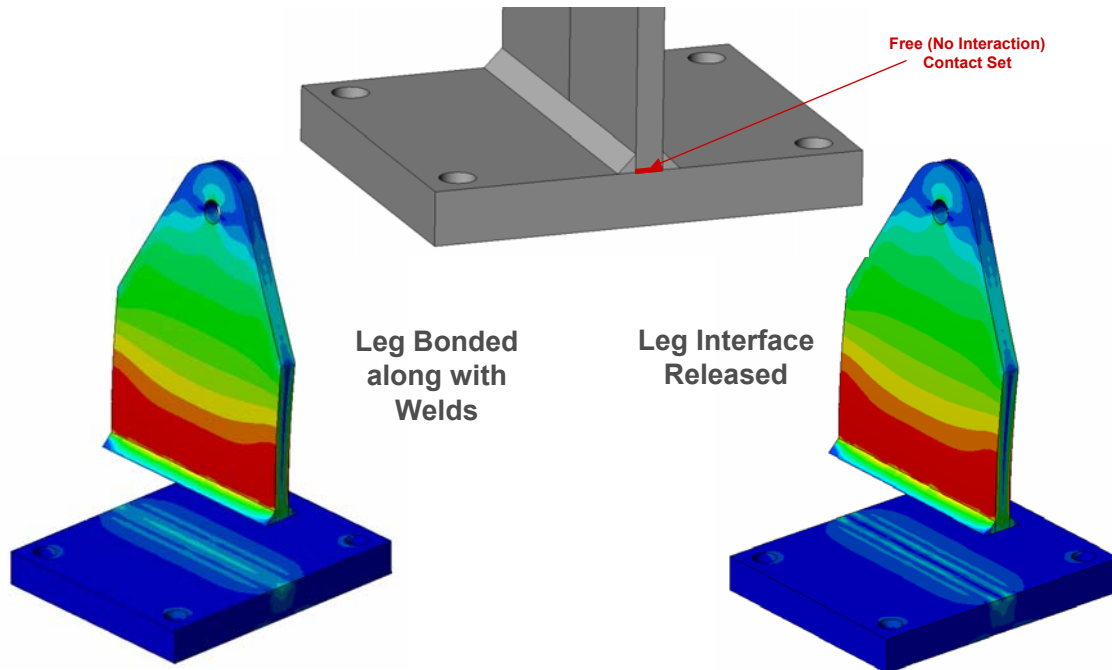 Free (No Interaction)
Contact Set
Leg Bonded
along with
Welds
Leg Interface
Released